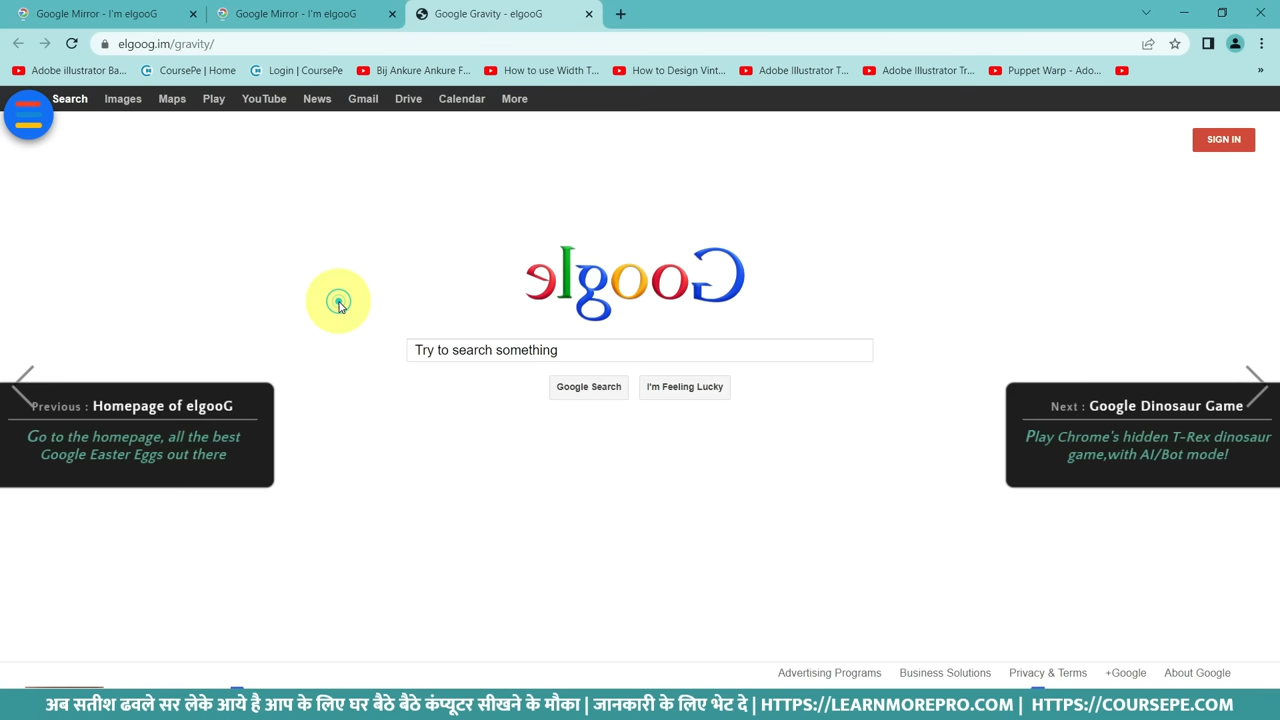 Google Mirror - I'm elgooG
Google Mirror - I'm elgooG
Google Gravity - elgooG
elgoog.im/gravity/
Adobe illustrator Ba...
CoursePe | Home
Login | CoursePe
Bij Ankure Ankure F...
How to use Width T...
How to Design Vint...
Adobe Illustrator T...
Adobe Illustrator Tr...
Puppet Warp - Ado...
»
Search Images Maps Play YouTube News Gmail Drive Calendar More
SIGN IN
elgooG
Try to search something
Google Search
I'm Feeling Lucky
Previous : Homepage of elgooG
Go to the homepage, all the best
Google Easter Eggs out there
Next : Google Dinosaur Game
Play Chrome's hidden T-Rex dinosaur
game,with AI/Bot mode!
Advertising Programs Business Solutions Privacy & Terms +Google About Google
अब सतीश ढवले सर लेके आये है आप के लिए घर बैठे बैठे कंप्यूटर सीखने के मौका | जानकारी के लिए भेट दे | HTTPS://LEARNMOREPRO.COM | HTTPS://COURSEPE.COM